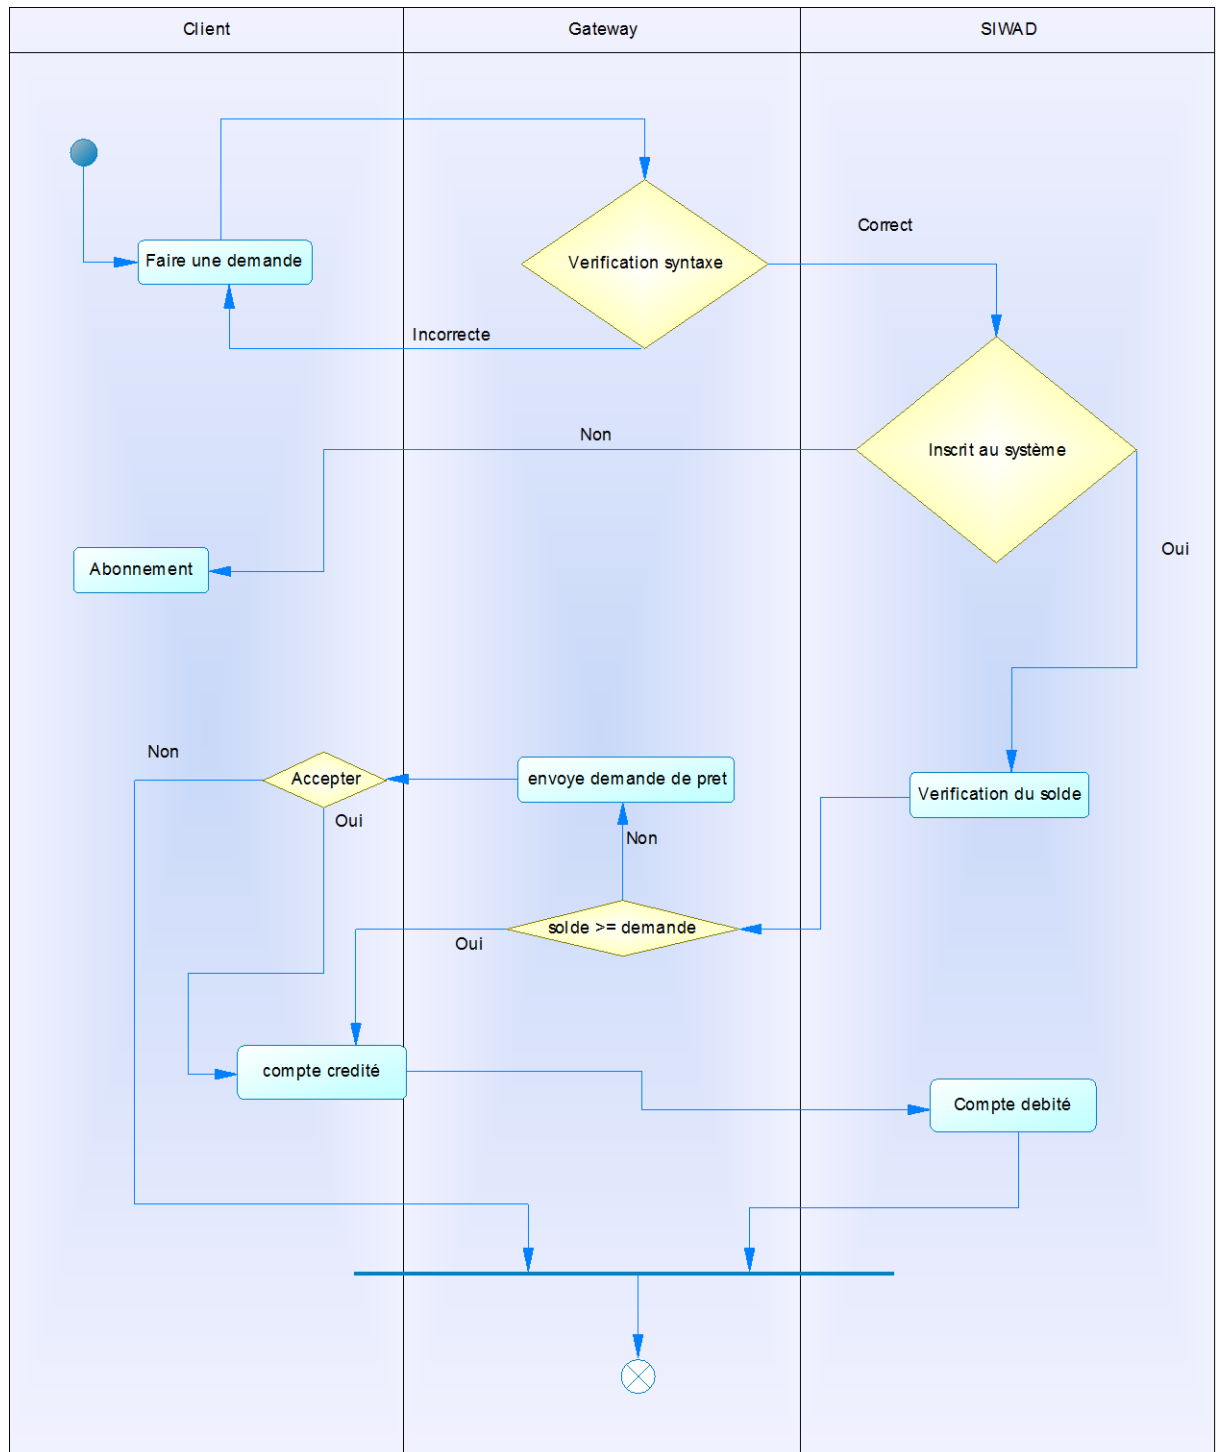 Client
Gateway
SIWAD
Correct
Faire une demande
Verification syntaxe
Incorrecte
Non
Inscrit au système
Oui
Abonnement
Non
Accepter
envoye demande de pret
Verification du solde
Oui
Non
solde >= demande
Oui
compte credité
Compte debité